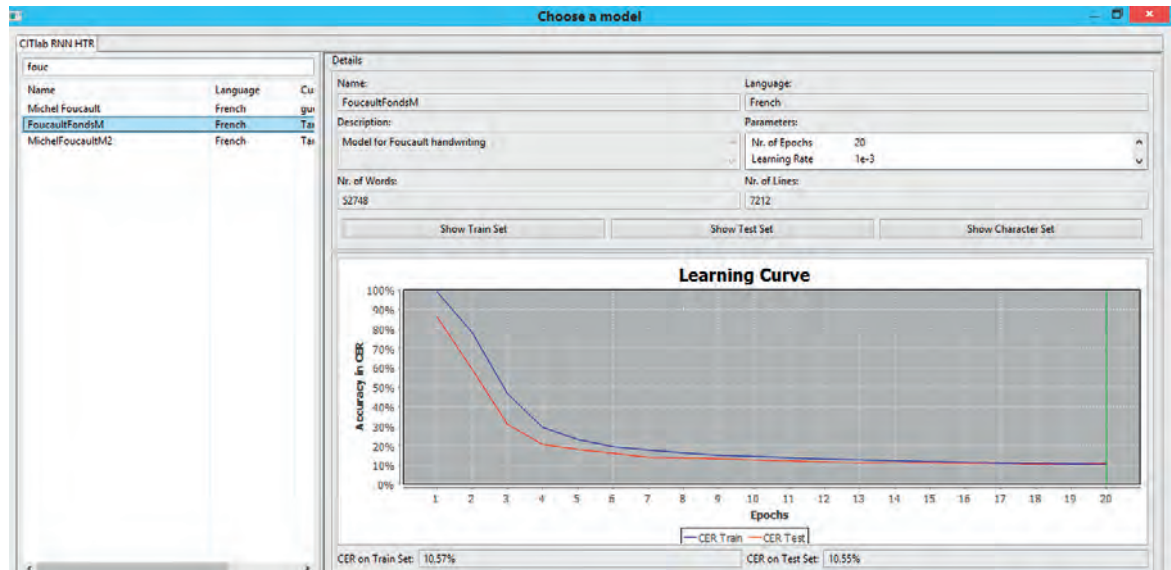 Choose a model
CITlab RNN HTR
fouc
Name Language Cu
Michel Foucault French gu
FoucaultFondsM French Ta
MichelFoucaultM2 French Ta
Details
Name: Language:
FoucaultFondsM French
Description: Parameters:
Model for Foucault handwriting Nr. of Epochs 20
Learning Rate 1e-3
Nr. of Words: Nr. of Lines:
52748 7212
Show Train Set Show Test Set Show Character Set
Learning Curve
Accuracy in CER
100%
90%
80%
70%
60%
50%
40%
30%
20%
10%
0%
1 2 3 4 5 6 7 8 9 10 11 12 13 14 15 16 17 18 19 20
Epochs
CER Train CER Test
CER on Train Set: 10,57% CER on Test Set: 10.55%